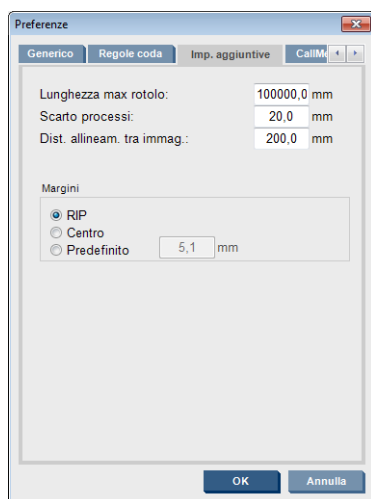 Preferenze
Generico Regole coda Imp. aggiuntive CallMe
Lunghezza max rotolo: 100000,0 mm
Scarto processi: 20,0 mm
Dist. allineam. tra immag.: 200,0 mm
Margini
RIP
Centro
Predefinito 5,1 mm
OK Annulla